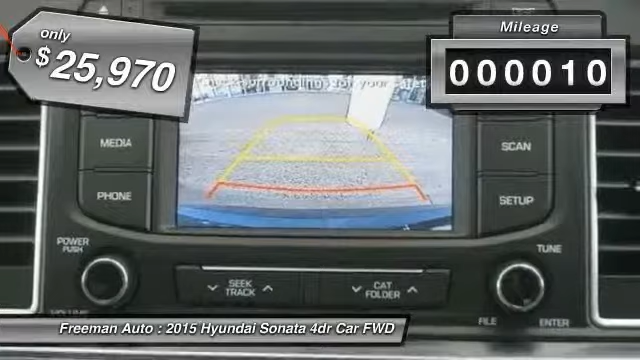 only
$25,970
Mileage
000010
MEDIA
SCAN
PHONE
SETUP
POWER
PUSH
TUNE
SEEK
TRACK
CAT
FOLDER
VOLUME
FILE
ENTER
Freeman Auto : 2015 Hyundai Sonata 4dr Car FWD